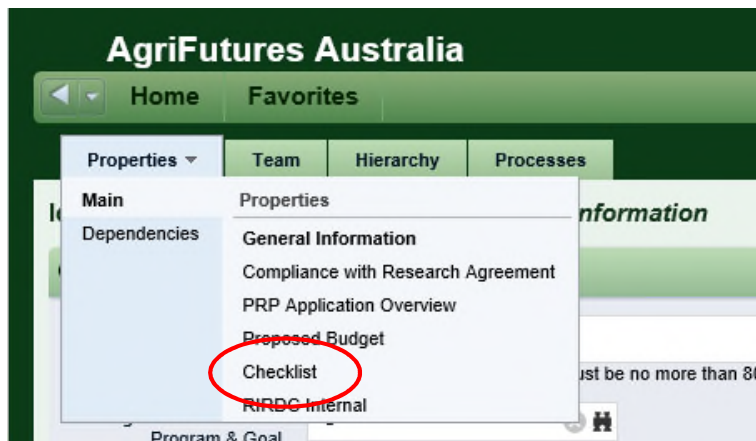 AgriFutures Australia
Home Favorites
Properties Team Hierarchy Processes
Main Properties
nformation
Dependencies General Information
Compliance with Research Agreement
PRP Application Overview
Proposed Budget
Checklist
ust be no more than 80
RIRDC Internal
Program & Goal